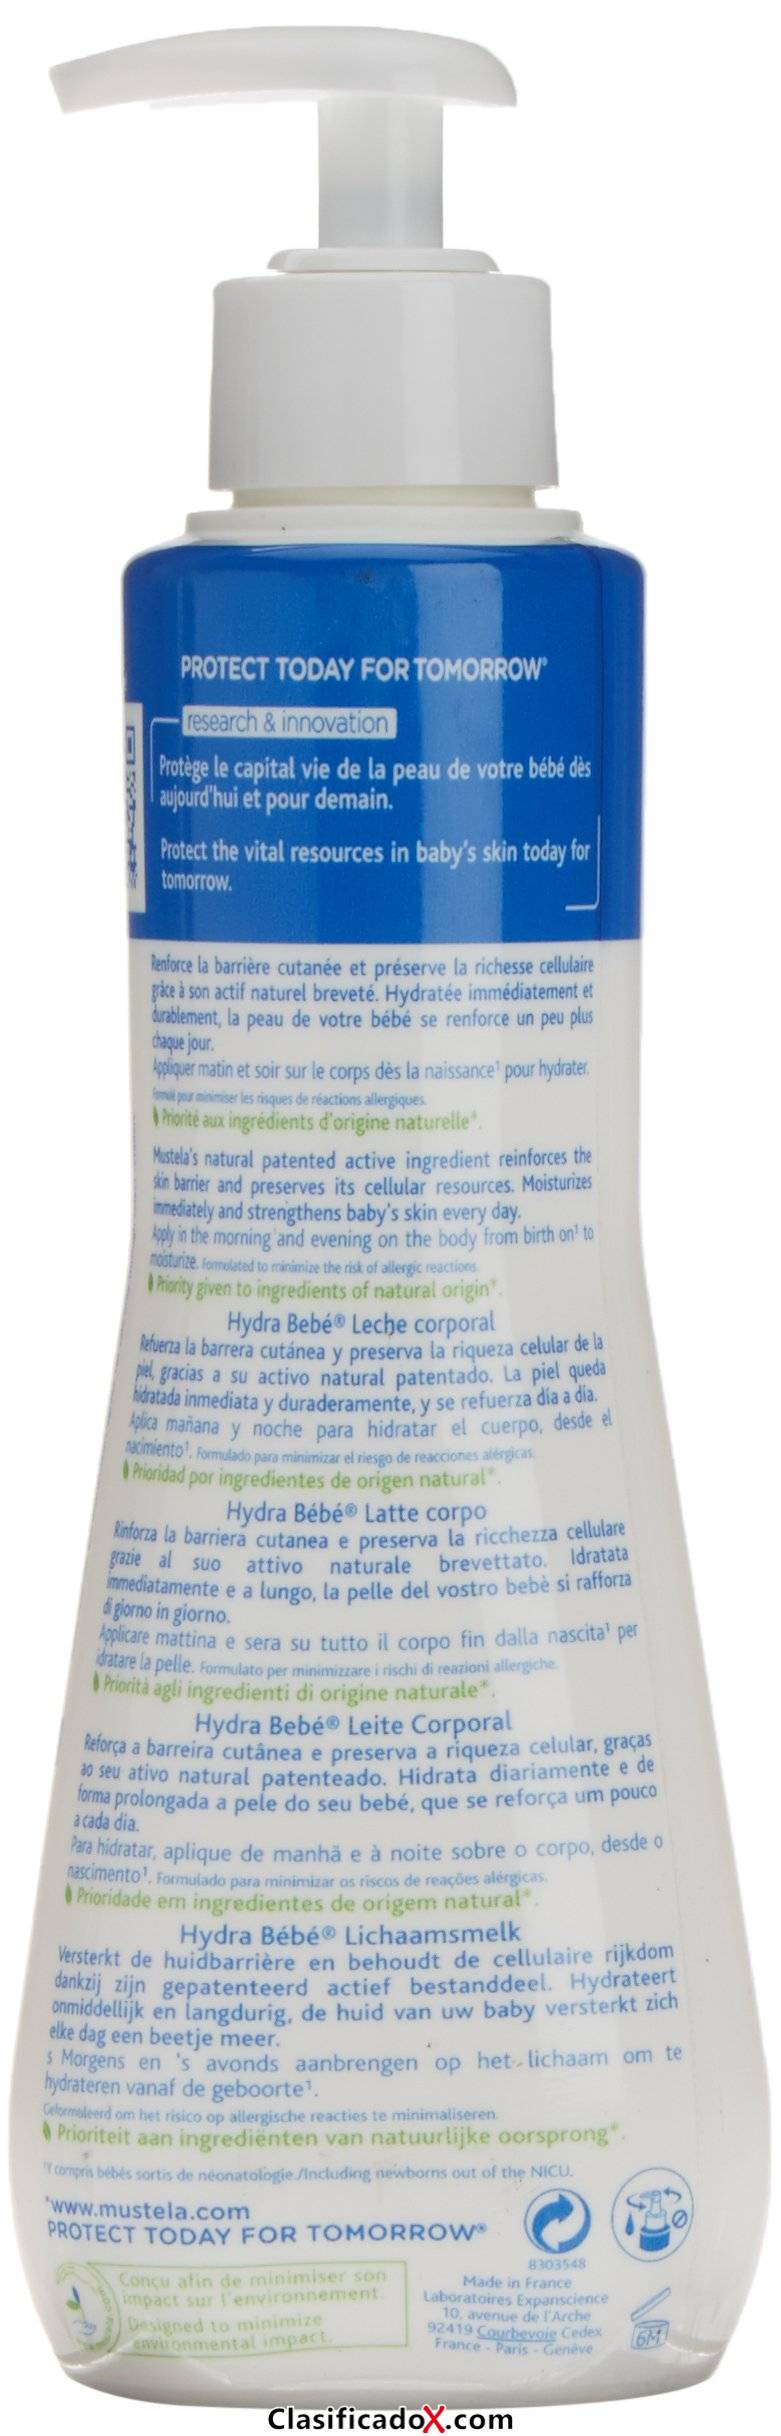 PROTECT TODAY FOR TOMORROW®
research & innovation
Protège le capital vie de la peau de votre bébé dès
aujourd'hui et pour demain.
Protect the vital resources in baby's skin today for
tomorrow.
Renforce la barrière cutanée et préserve la richesse cellulaire
grâce à son actif naturel breveté. Hydratée immédiatement et
durablement, la peau de votre bébé se renforce un peu plus
chaque jour.
Appliquer matin et soir sur le corps dès la naissance¹ pour hydrater.
Formulé pour minimiser les risques de réactions allergiques.
Priorité aux ingrédients d'origine naturelle*.
Mustela's natural patented active ingredient reinforces the
skin barrier and preserves its cellular resources. Moisturizes
immediately and strengthens baby's skin every day.
Apply in the morning and evening on the body from birth on¹ to
moisturize. Formulated to minimize the risk of allergic reactions.
Priority given to ingredients of natural origin*.
Hydra Bebé® Leche corporal
Refuerza la barrera cutánea y preserva la riqueza celular de la
piel, gracias a su activo natural patentado. La piel queda
hidratada inmediata y duraderamente, y se refuerza día a día.
Aplica mañana y noche para hidratar el cuerpo, desde el
nacimiento¹. Formulado para minimizar el riesgo de reacciones alérgicas.
Prioridad por ingredientes de origen natural*.
Hydra Bébé® Latte corpo
Rinforza la barriera cutanea e preserva la ricchezza cellulare
grazie al suo attivo naturale brevettato. Idratata
immediatamente e a lungo, la pelle del vostro bebè si rafforza
di giorno in giorno.
Applicare mattina e sera su tutto il corpo fin dalla nascita¹ per
idratare la pelle. Formulato per minimizzare i rischi di reazioni allergiche.
Priorità agli ingredienti di origine naturale*.
Hydra Bebé® Leite Corporal
Reforça a barreira cutânea e preserva a riqueza celular, graças
ao seu ativo natural patenteado. Hidrata diariamente e de
forma prolongada a pele do seu bebé, que se reforça um pouco
a cada dia.
Para hidratar, aplique de manhã e à noite sobre o corpo, desde o
nascimento¹. Formulado para minimizar os riscos de reações alérgicas.
Prioridade em ingredientes de origem natural*.
Hydra Bébé® Lichaamsmelk
Versterkt de huidbarrière en behoudt de cellulaire rijkdom
dankzij zijn gepatenteerd actief bestanddeel. Hydrateert
onmiddellijk en langdurig, de huid van uw baby versterkt zich
elke dag een beetje meer.
s Morgens en 's avonds aanbrengen op het lichaam om te
hydrateren vanaf de geboorte¹.
Geformuleerd om het risico op allergische reacties te minimaliseren.
Prioriteit aan ingrediënten van natuurlijke oorsprong*.
¹Y compris bébés sortis de néonatologie./Including newborns out of the NICU.
*www.mustela.com
PROTECT TODAY FOR TOMORROW®
8303548
Conçu afin de minimiser son
impact sur l'environnement.
Designed to minimize
environmental impact.
Made in France
Laboratoires Expanscience
10, avenue de l'Arche
92419 Courbevoie Cedex
France - Paris - Genève
6M
ClasificadoX.com